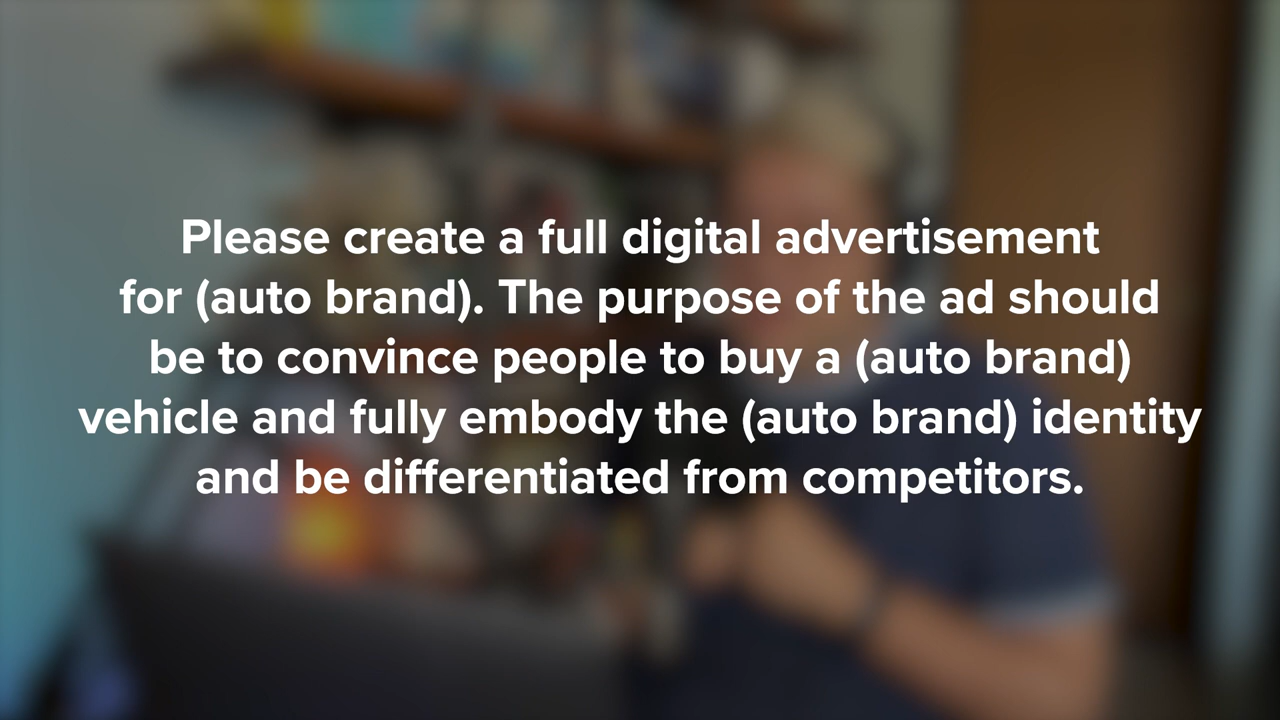 Please create a full digital advertisement
for (auto brand). The purpose of the ad should
be to convince people to buy a (auto brand)
vehicle and fully embody the (auto brand) identity
and be differentiated from competitors.